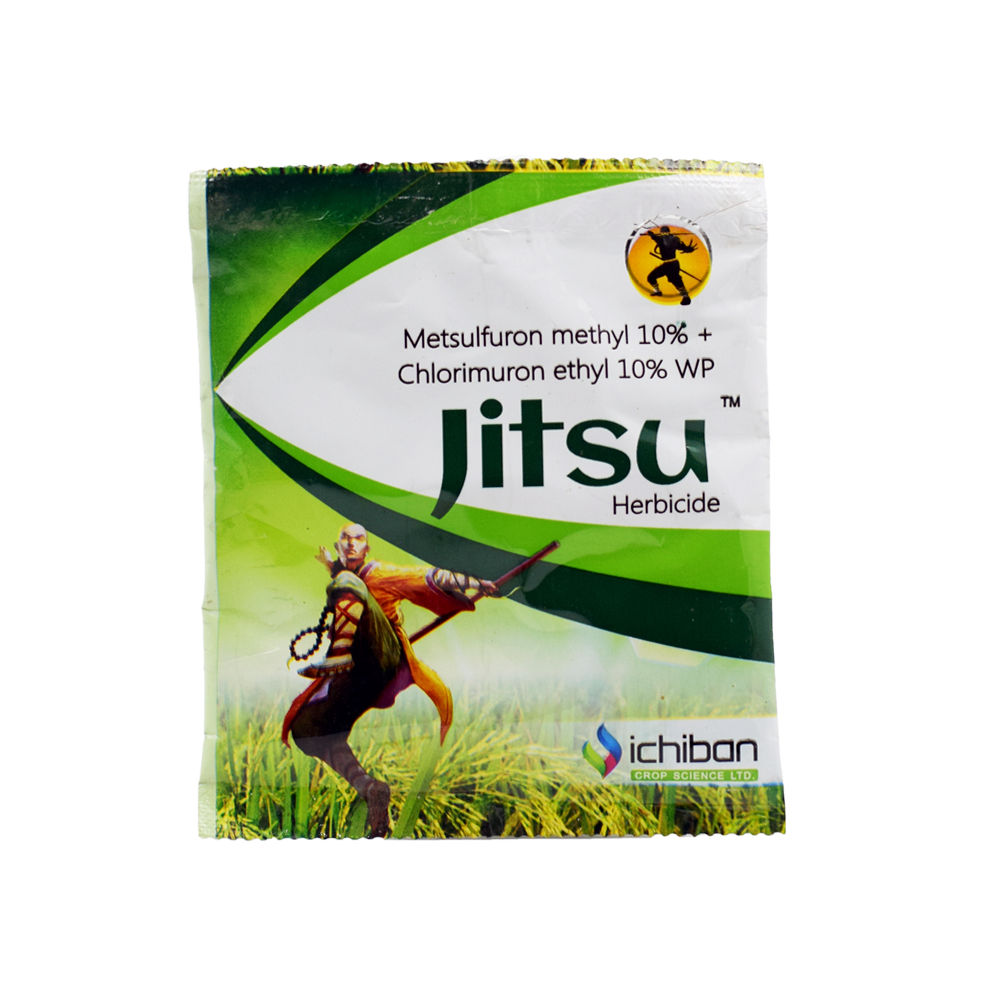 Metsulfuron methyl 10% +
Chlorimuron ethyl 10% WP
Jitsu™
Herbicide
ichiban
CROP SCIENCE LTD.